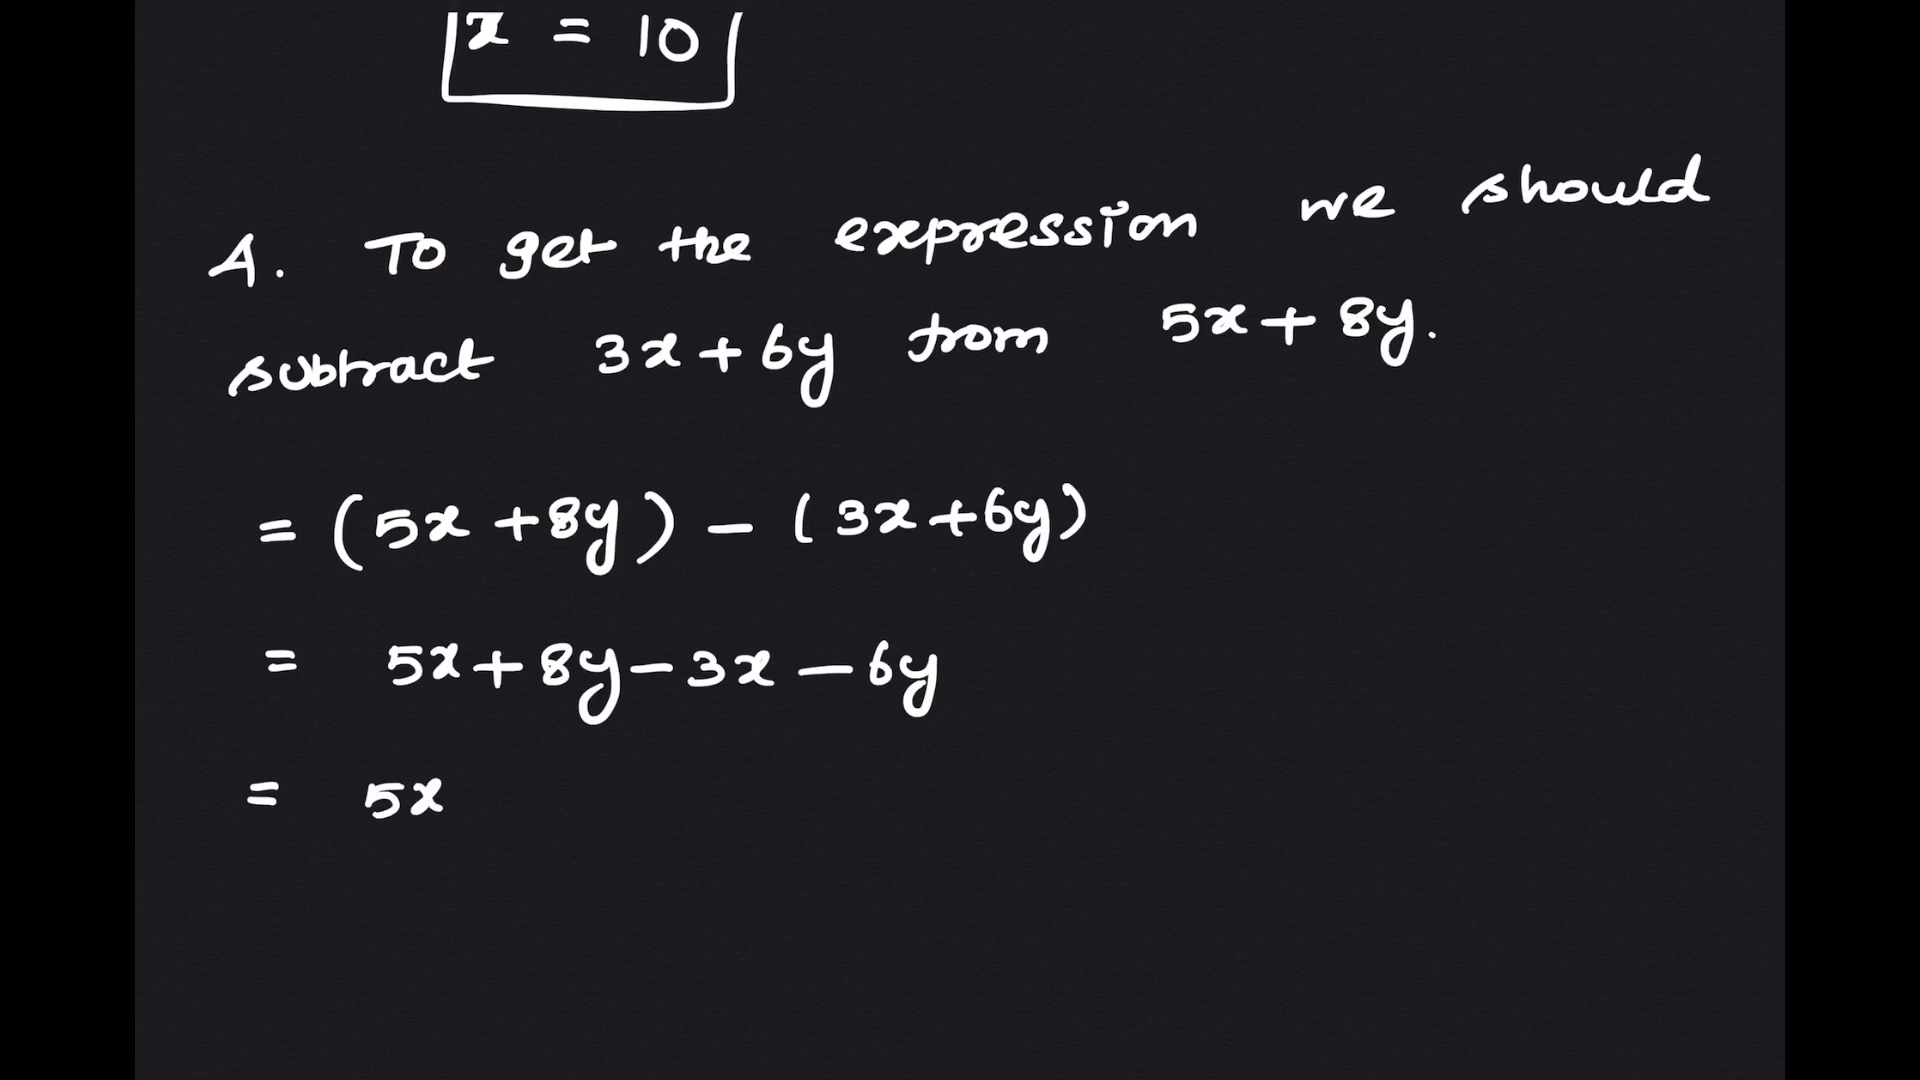 x = 10
A. To get the expression we should
subtract 3x + 6y from 5x + 8y.
= (5x + 8y) - (3x + 6y)
= 5x + 8y - 3x - 6y
= 5x